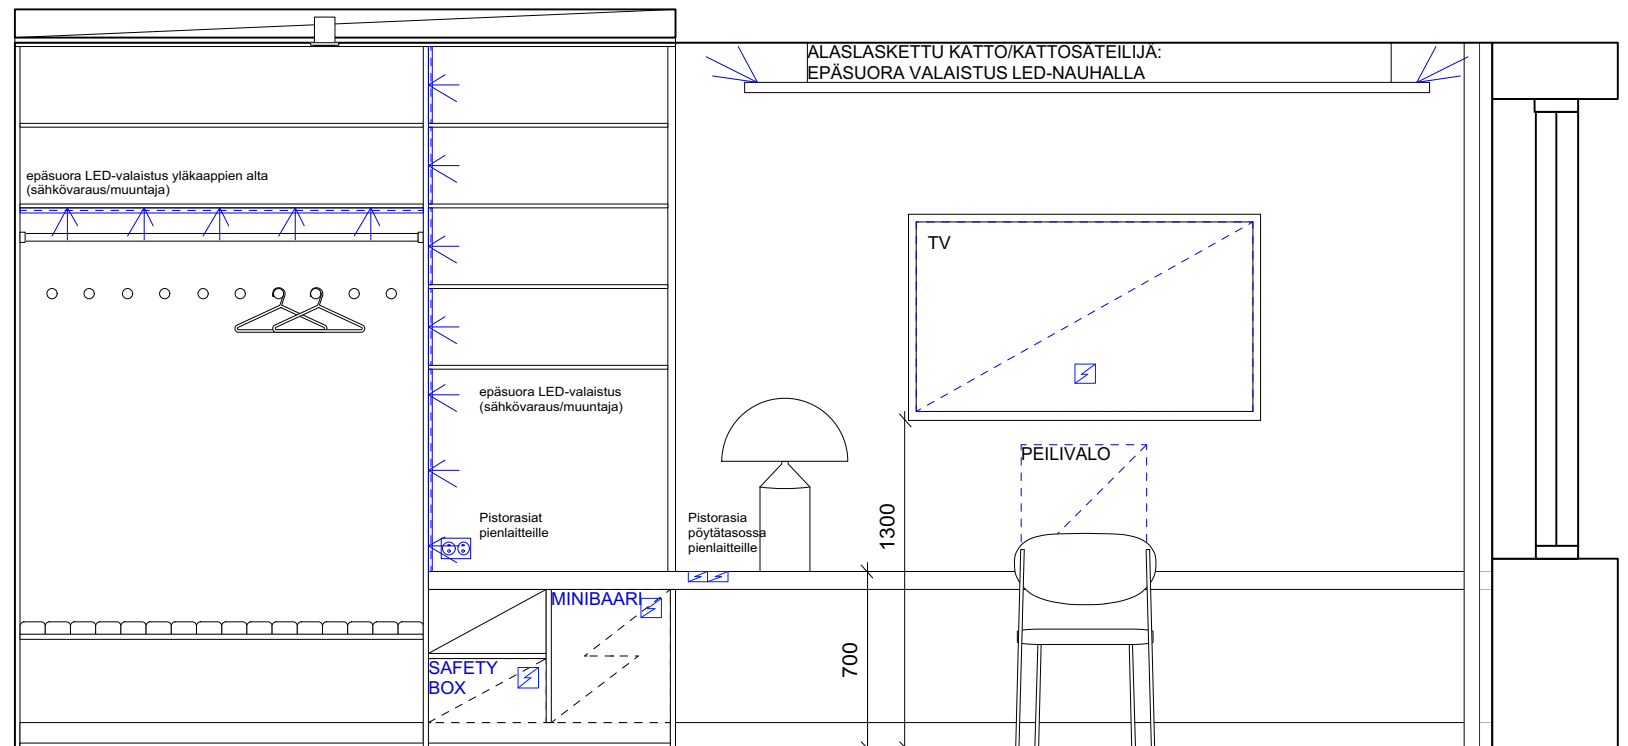 ALASLASKETTU KATTO/KATTOSÄTEILIJÄ:
EPÄSUORA VALAISTUS LED-NAUHALLA
epäsuora LED-valaistus yläkaappien alta
(sähkövaraus/muuntaja)
TV
epäsuora LED-valaistus
(sähkövaraus/muuntaja)
PEILIVALO
Pistorasiat
pienlaitteille
Pistorasia
pöytätasossa
pienlaitteille
1300
MINIBAARI
SAFETY
BOX
700